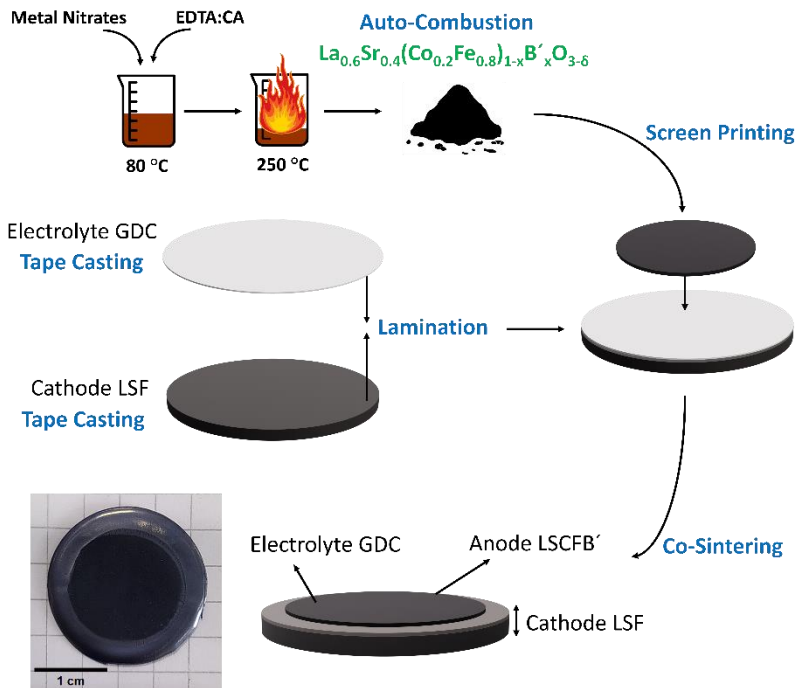 Metal Nitrates
EDTA:CA
Auto-Combustion
La₀.₆Sr₀.₄(Co₀.₂Fe₀.₈)₁₋ₓB´ₓO₃₋δ
80 °C
250 °C
Screen Printing
Electrolyte GDC
Tape Casting
Lamination
Cathode LSF
Tape Casting
Co-Sintering
Electrolyte GDC
Anode LSCFB´
Cathode LSF
1 cm